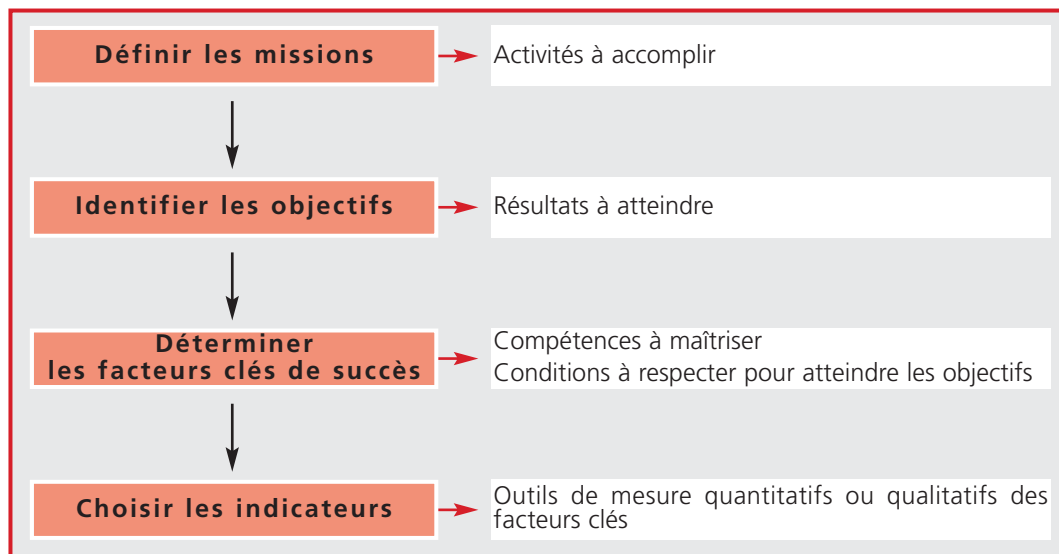 Définir les missions
Activités à accomplir
Identifier les objectifs
Résultats à atteindre
Déterminer
les facteurs clés de succès
Compétences à maîtriser
Conditions à respecter pour atteindre les objectifs
Choisir les indicateurs
Outils de mesure quantitatifs ou qualitatifs des
facteurs clés